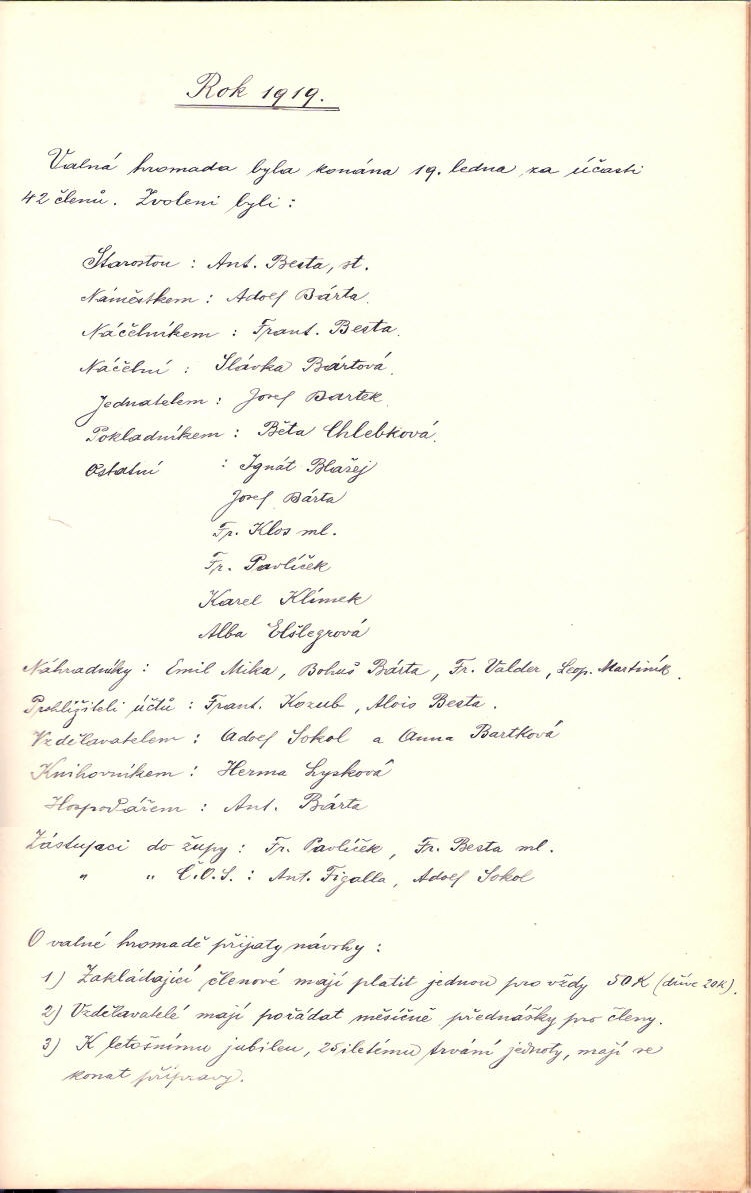 Rok 1919.
Valná hromada byla konána 19. ledna za účasti
42 členů. Zvoleni byli :
Starostou : Ant. Besta, st.
Náměstkem : Adolf Bárta.
Náčelníkem : Frant. Besta.
Náčelní : Slávka Bártová.
Jednatelem : Josef Bartek.
Pokladníkem : Běta Chlebková.
Ostatní : Ignát Blažej
Josef Bárta
Fr. Klos ml.
Fr. Pavlíček
Karel Klimek
Alba Elšlegrová
Náhradníky : Emil Mika, Bohuš Bárta, Fr. Valder, Leop. Martiník.
Prohlížiteli účtů : Frant. Kozub, Alois Besta.
Vzdělavatelem : Adolf Sokol a Anna Bartková
Knihovníkem : Herma Lysková
Hospodářem : Ant. Bárta
Zástupci do župy : Fr. Pavlíček, Fr. Besta ml.
" " Č.O.S. : Ant. Figalla, Adolf Sokol
O valné hromadě přijaty návrhy :
1) Zakládající členové mají platit jednou pro vždy 50 K (dříve 20 K).
2) Vzdělavatelé mají pořádat měsíčně přednášky pro členy.
3) K letošnímu jubileu, 25iletému trvání jednoty, mají se
konat přípravy.